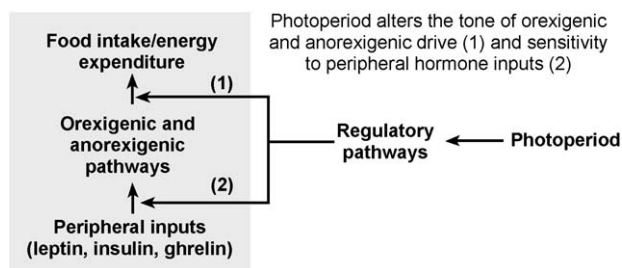 Food intake/energy
expenditure
Photoperiod alters the tone of orexigenic
and anorexigenic drive (1) and sensitivity
to peripheral hormone inputs (2)
(1)
Orexigenic and
anorexigenic
pathways
Regulatory
pathways
Photoperiod
(2)
Peripheral inputs
(leptin, insulin, ghrelin)